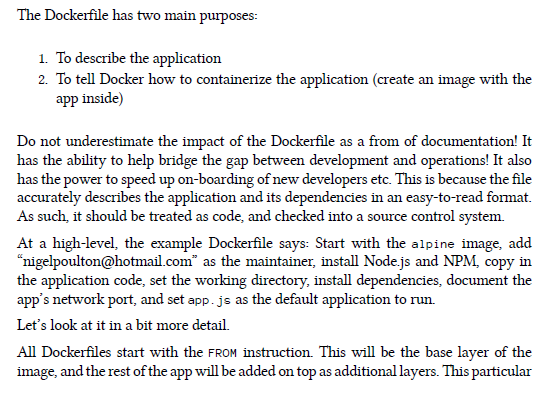 The Dockerfile has two main purposes:
1. To describe the application
2. To tell Docker how to containerize the application (create an image with the
app inside)
Do not underestimate the impact of the Dockerfile as a from of documentation! It
has the ability to help bridge the gap between development and operations! It also
has the power to speed up on-boarding of new developers etc. This is because the file
accurately describes the application and its dependencies in an easy-to-read format.
As such, it should be treated as code, and checked into a source control system.
At a high-level, the example Dockerfile says: Start with the alpine image, add
“nigelpoulton@hotmail.com” as the maintainer, install Node.js and NPM, copy in
the application code, set the working directory, install dependencies, document the
app’s network port, and set app.js as the default application to run.
Let’s look at it in a bit more detail.
All Dockerfiles start with the FROM instruction. This will be the base layer of the
image, and the rest of the app will be added on top as additional layers. This particular